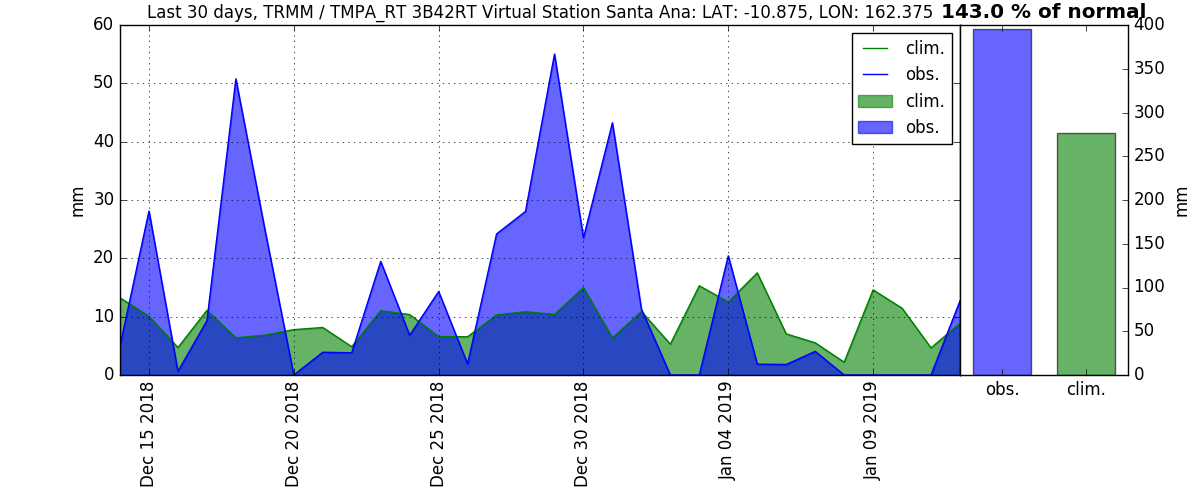 Last 30 days, TRMM / TMPA_RT 3B42RT Virtual Station Santa Ana: LAT: -10.875, LON: 162.375 143.0 % of normal
60
50
40
30
20
10
0
mm
clim.
obs.
clim.
obs.
400
350
300
250
200
150
100
50
0
mm
Dec 15 2018
Dec 20 2018
Dec 25 2018
Dec 30 2018
Jan 04 2019
Jan 09 2019
obs.
clim.